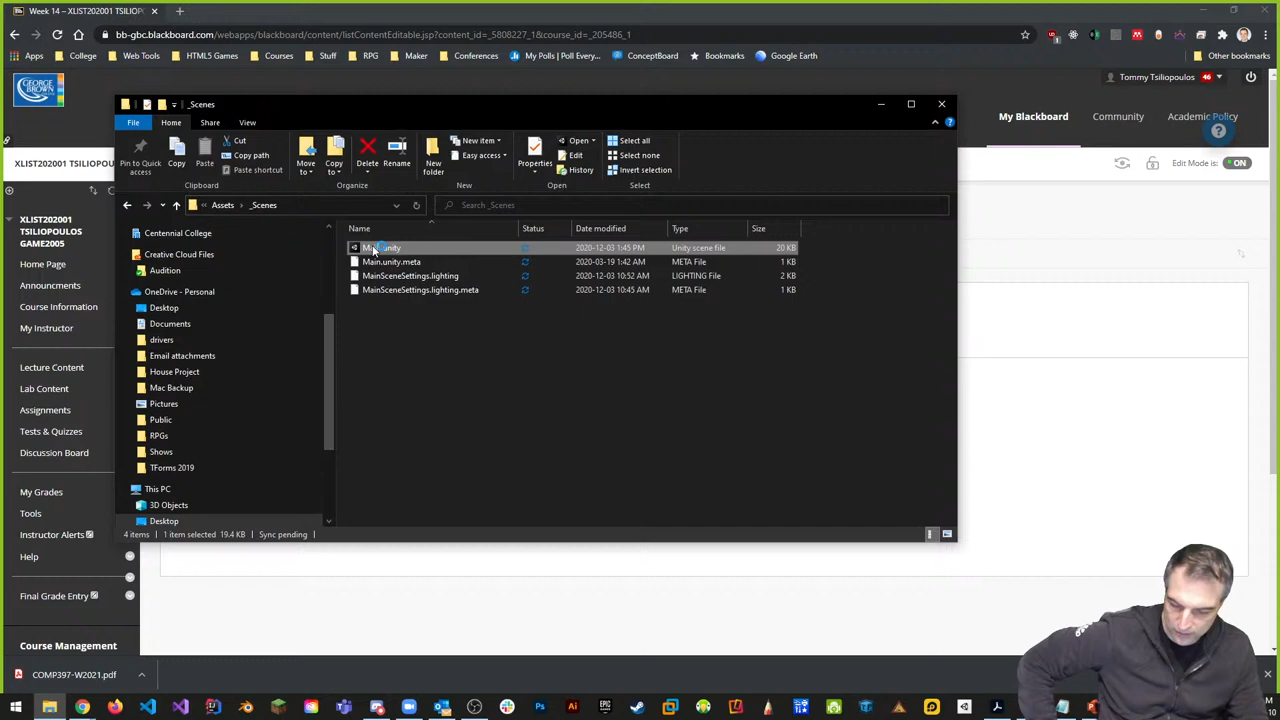 Week 14 – XLIST202001 TSILIOPOU
bb-gbc.blackboard.com/webapps/blackboard/content/listContentEditable.jsp?content_id=_5808227_1&course_id=_205486_1
Apps College Web Tools HTML5 Games Courses Stuff RPG Maker Conferences My Polls | Poll Every... ConceptBoard Bookmarks Google Earth Other bookmarks
GEORGE BROWN COLLEGE
Tommy Tsiliopoulos 46
My Blackboard Community Academic Policy
XLIST202001 TSILIOPOU
Edit Mode is: ON
_Scenes
File Home Share View
Pin to Quick access
Copy
Paste
Cut
Copy path
Paste shortcut
Move to
Copy to
Delete
Rename
New folder
New item
Easy access
Properties
Open
Edit
History
Select all
Select none
Invert selection
Clipboard Organize New Open Select
Assets _Scenes
Search _Scenes
Name Status Date modified Type Size
2020-12-03 1:45 PM Unity scene file 20 KB
Main.unity.meta 2020-03-19 1:42 AM META File 1 KB
MainSceneSettings.lighting 2020-12-03 10:52 AM LIGHTING File 2 KB
MainSceneSettings.lighting.meta 2020-12-03 10:45 AM META File 1 KB
Centennial College
Creative Cloud Files
Audition
OneDrive - Personal
Desktop
Documents
drivers
Email attachments
House Project
Mac Backup
Pictures
Public
RPGs
Shows
TForms 2019
This PC
3D Objects
Desktop
4 items 1 item selected 19.4 KB Sync pending
XLIST202001
TSILIOPOULOS
GAME2005
Home Page
Announcements
Course Information
My Instructor
Lecture Content
Lab Content
Assignments
Tests & Quizzes
Discussion Board
My Grades
Tools
Instructor Alerts
Help
Final Grade Entry
Course Management
COMP397-W2021.pdf